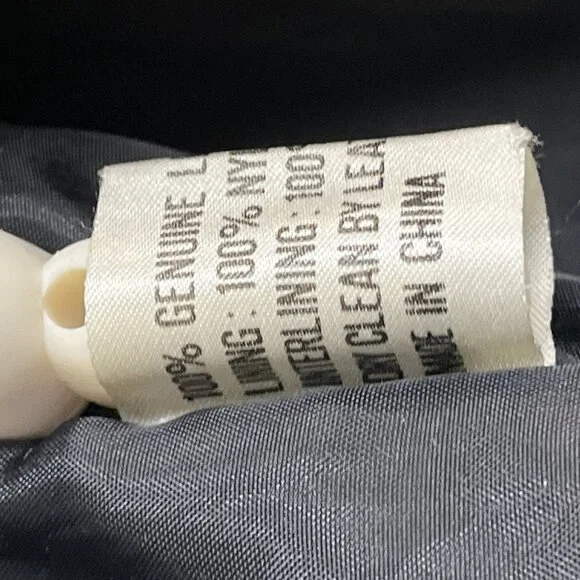 100% GENUINE L
LINING : 100% NY
INTERLINING : 100%
DRY CLEAN BY LEA
MADE IN CHINA